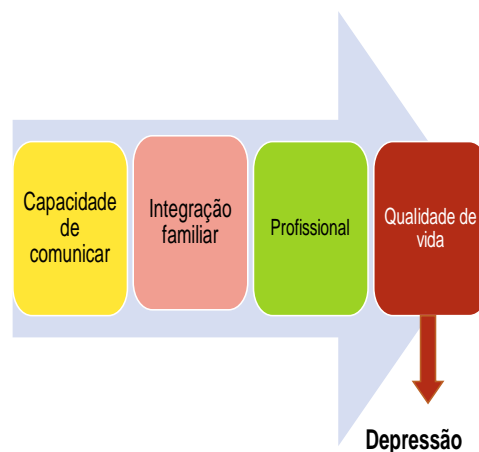 Capacidade
de
comunicar
Integração
familiar
Profissional
Qualidade de
vida
Depressão